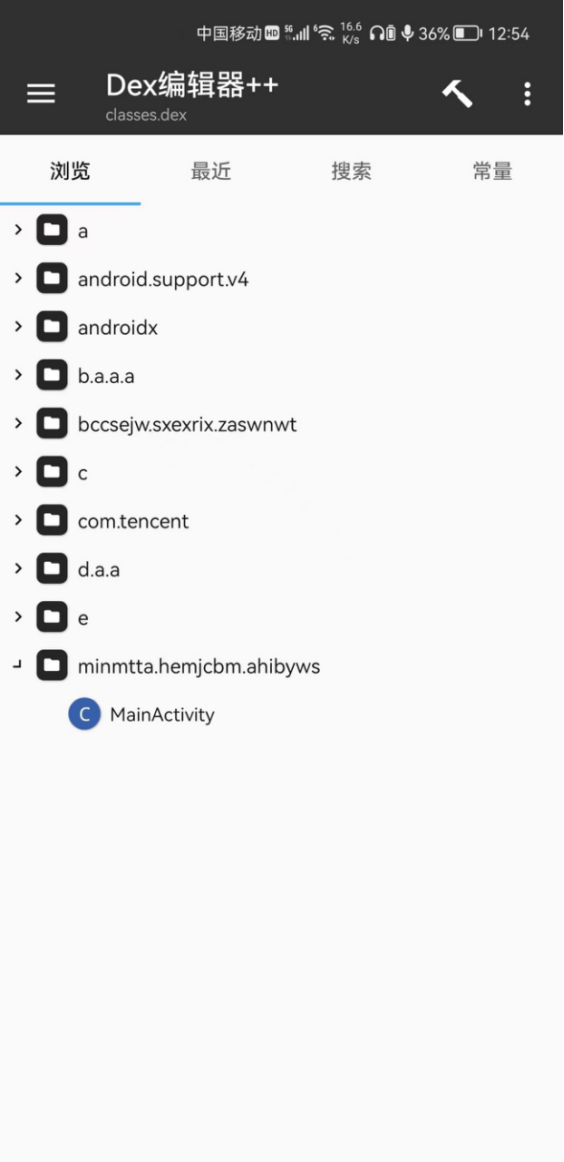 中国移动 HD 5G 6 16.6 K/s 36% 12:54
Dex编辑器++
classes.dex
浏览 最近 搜索 常量
a
android.support.v4
androidx
b.a.a.a
bccsejw.sxexrix.zaswnwt
c
com.tencent
d.a.a
e
minmtta.hemjcbm.ahibyws
C MainActivity